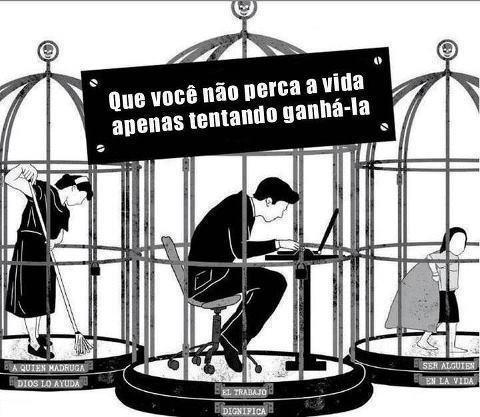 Que você não perca a vida
apenas tentando ganhá-la
A QUIEN MADRUGA
DIOS LO AYUDA
EL TRABAJO
DIGNIFICA
SER ALGUIEN
EN LA VIDA